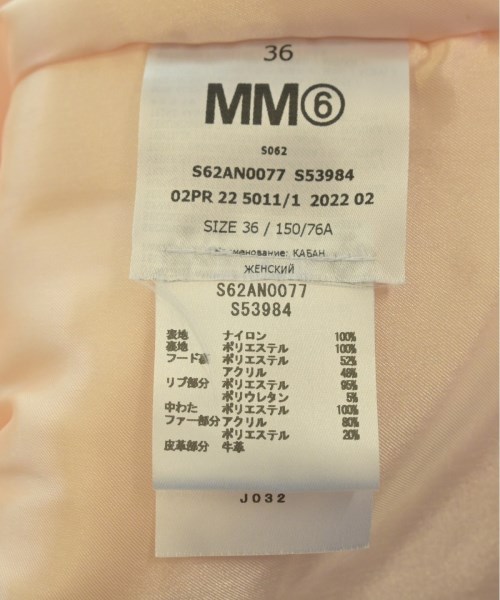 36
MM⑥
S062
S62AN0077 S53984
02PR 22 5011/1 2022 02
SIZE 36 / 150/76A
менование: КАБАН
ЖЕНСКИЙ
S62AN0077
S53984
表地 ナイロン 100%
裏地 ポリエステル 100%
フード裏 ポリエステル 52%
アクリル 48%
リブ部分 ポリエステル 95%
ポリウレタン 5%
中わた ポリエステル 100%
ファー部分 アクリル 80%
ポリエステル 20%
皮革部分 牛革
J032